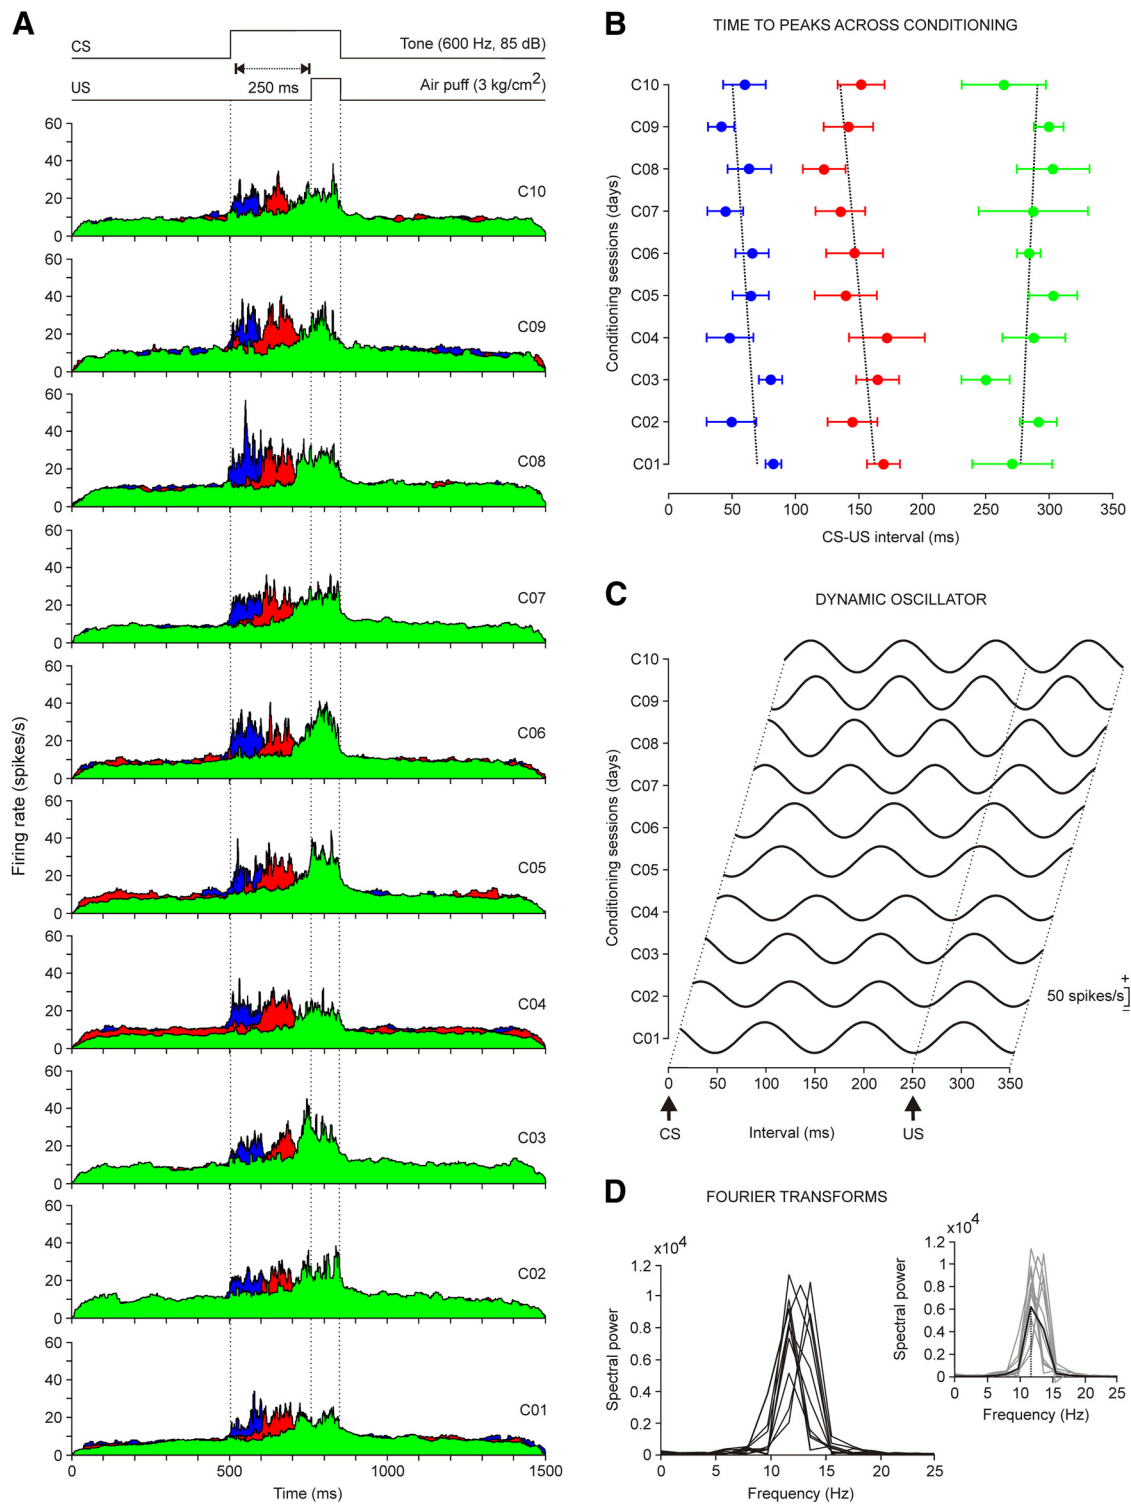 A
CS
Tone (600 Hz, 85 dB)
US
250 ms
Air puff (3 kg/cm2)
Firing rate (spikes/s)
60
40
20
0
C10
60
40
20
0
C09
60
40
20
0
C08
60
40
20
0
C07
60
40
20
0
C06
60
40
20
0
C05
60
40
20
0
C04
60
40
20
0
C03
60
40
20
0
C02
60
40
20
0
C01
0 500 1000 1500
Time (ms)
B
TIME TO PEAKS ACROSS CONDITIONING
Conditioning sessions (days)
C10
C09
C08
C07
C06
C05
C04
C03
C02
C01
0 50 100 150 200 250 300 350
CS-US interval (ms)
C
DYNAMIC OSCILLATOR
Conditioning sessions (days)
C10
C09
C08
C07
C06
C05
C04
C03
C02
C01
+
50 spikes/s
–
0 50 100 150 200 250 300 350
CS Interval (ms) US
D
FOURIER TRANSFORMS
x10^4
Spectral power
1.2
1
0.8
0.6
0.4
0.2
0
0 5 10 15 20 25
Frequency (Hz)
x10^4
Spectral power
1.2
1
0.8
0.6
0.4
0.2
0
0 5 10 15 20 25
Frequency (Hz)